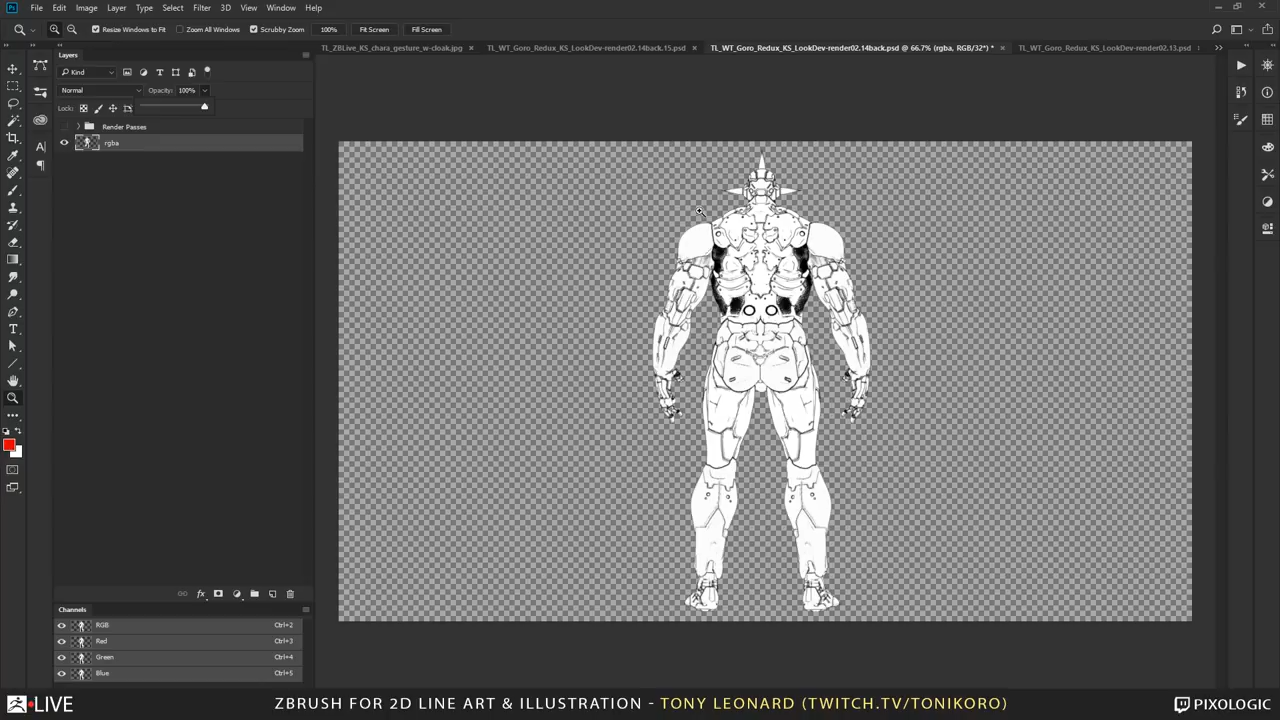 Ps File Edit Image Layer Type Select Filter 3D View Window Help
Resize Windows to Fit Zoom All Windows Scrubby Zoom 100% Fit Screen Fill Screen
TL_ZBLive_KS_chara_gesture_w-cloak.jpg × TL_WT_Goro_Redux_KS_LookDev-render02.14back.15.psd × TL_WT_Goro_Redux_KS_LookDev-render02.14back.psd @ 66.7% (rgba, RGB/32*) * × TL_WT_Goro_Redux_KS_LookDev-render02.13.psd
Layers
Kind
Normal Opacity: 100%
Lock:
Render Passes
rgba
fx
Channels
RGB Ctrl+2
Red Ctrl+3
Green Ctrl+4
Blue Ctrl+5
LIVE ZBRUSH FOR 2D LINE ART & ILLUSTRATION - TONY LEONARD (TWITCH.TV/TONIKORO) PIXOLOGIC